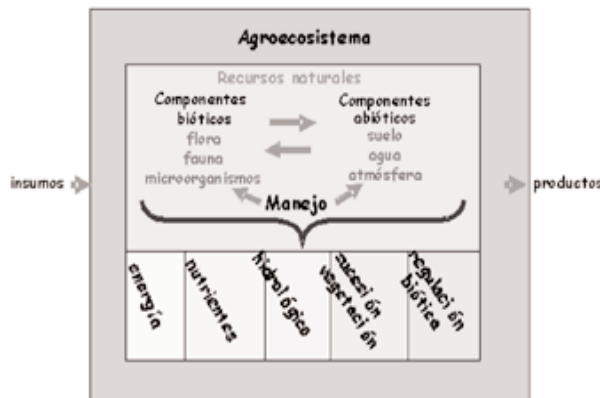 Agroecosistema
Recursos naturales
Componentes
bióticos
flora
fauna
microorganismos
Componentes
abióticos
suelo
agua
atmósfera
insumos
productos
Manejo
energía
nutrientes
hidrológico
sucesión
vegetación
regulación
biótica